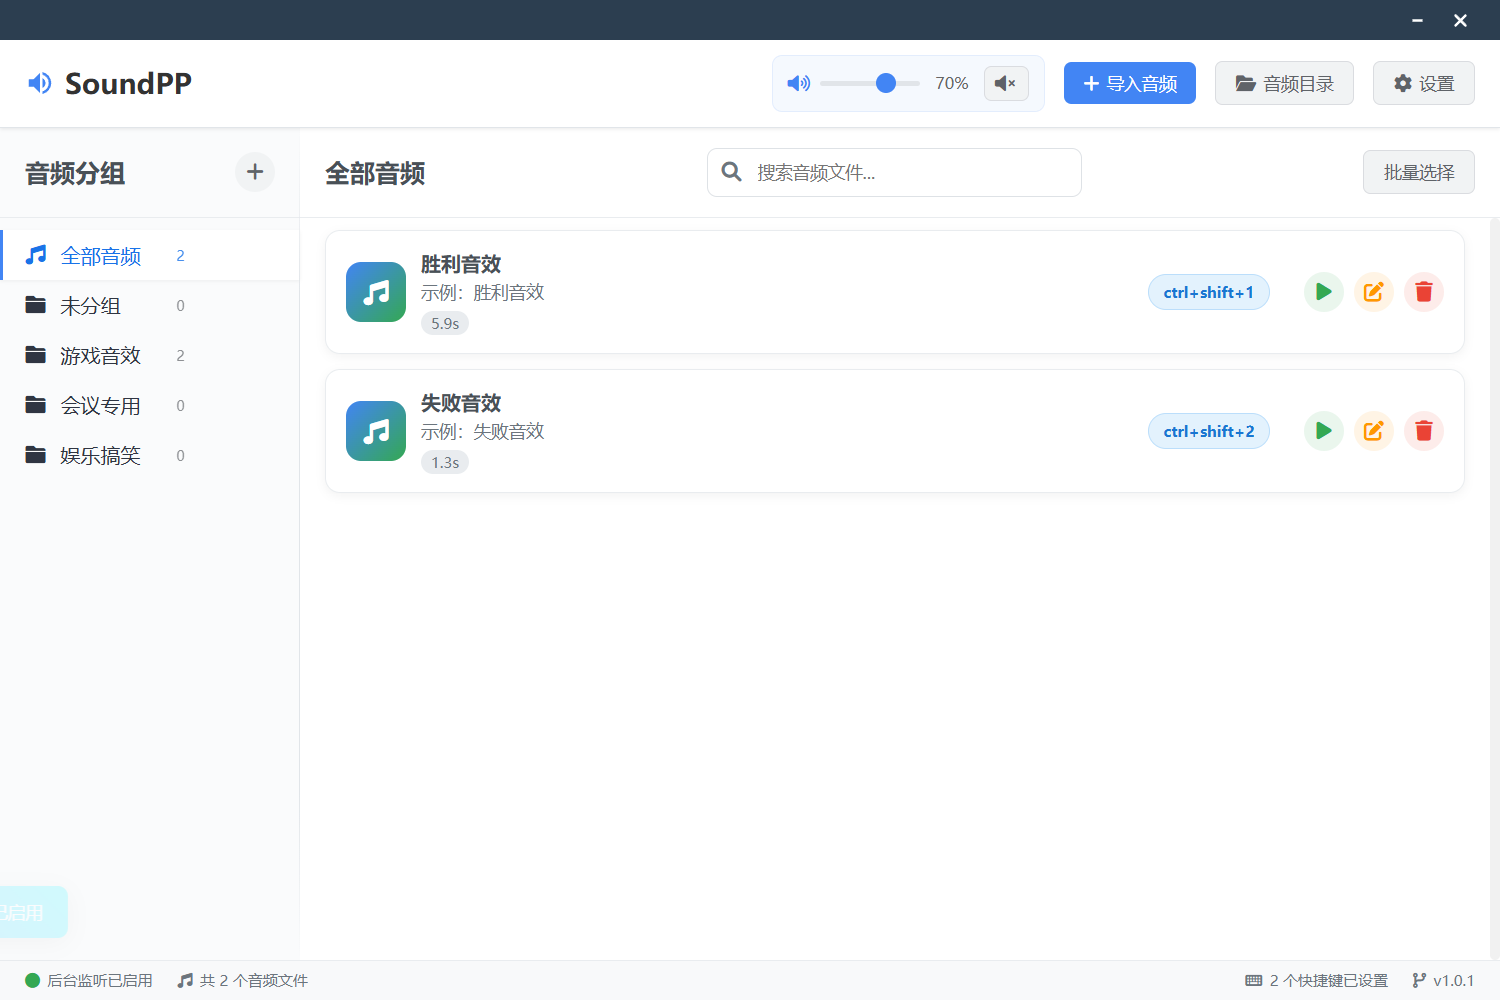 SoundPP
70%
导入音频
音频目录
设置
音频分组
全部音频
搜索音频文件...
批量选择
全部音频 2
未分组 0
游戏音效 2
会议专用 0
娱乐搞笑 0
胜利音效
示例：胜利音效
5.9s
ctrl+shift+1
失败音效
示例：失败音效
1.3s
ctrl+shift+2
启用
后台监听已启用
共 2 个音频文件
2 个快捷键已设置
v1.0.1